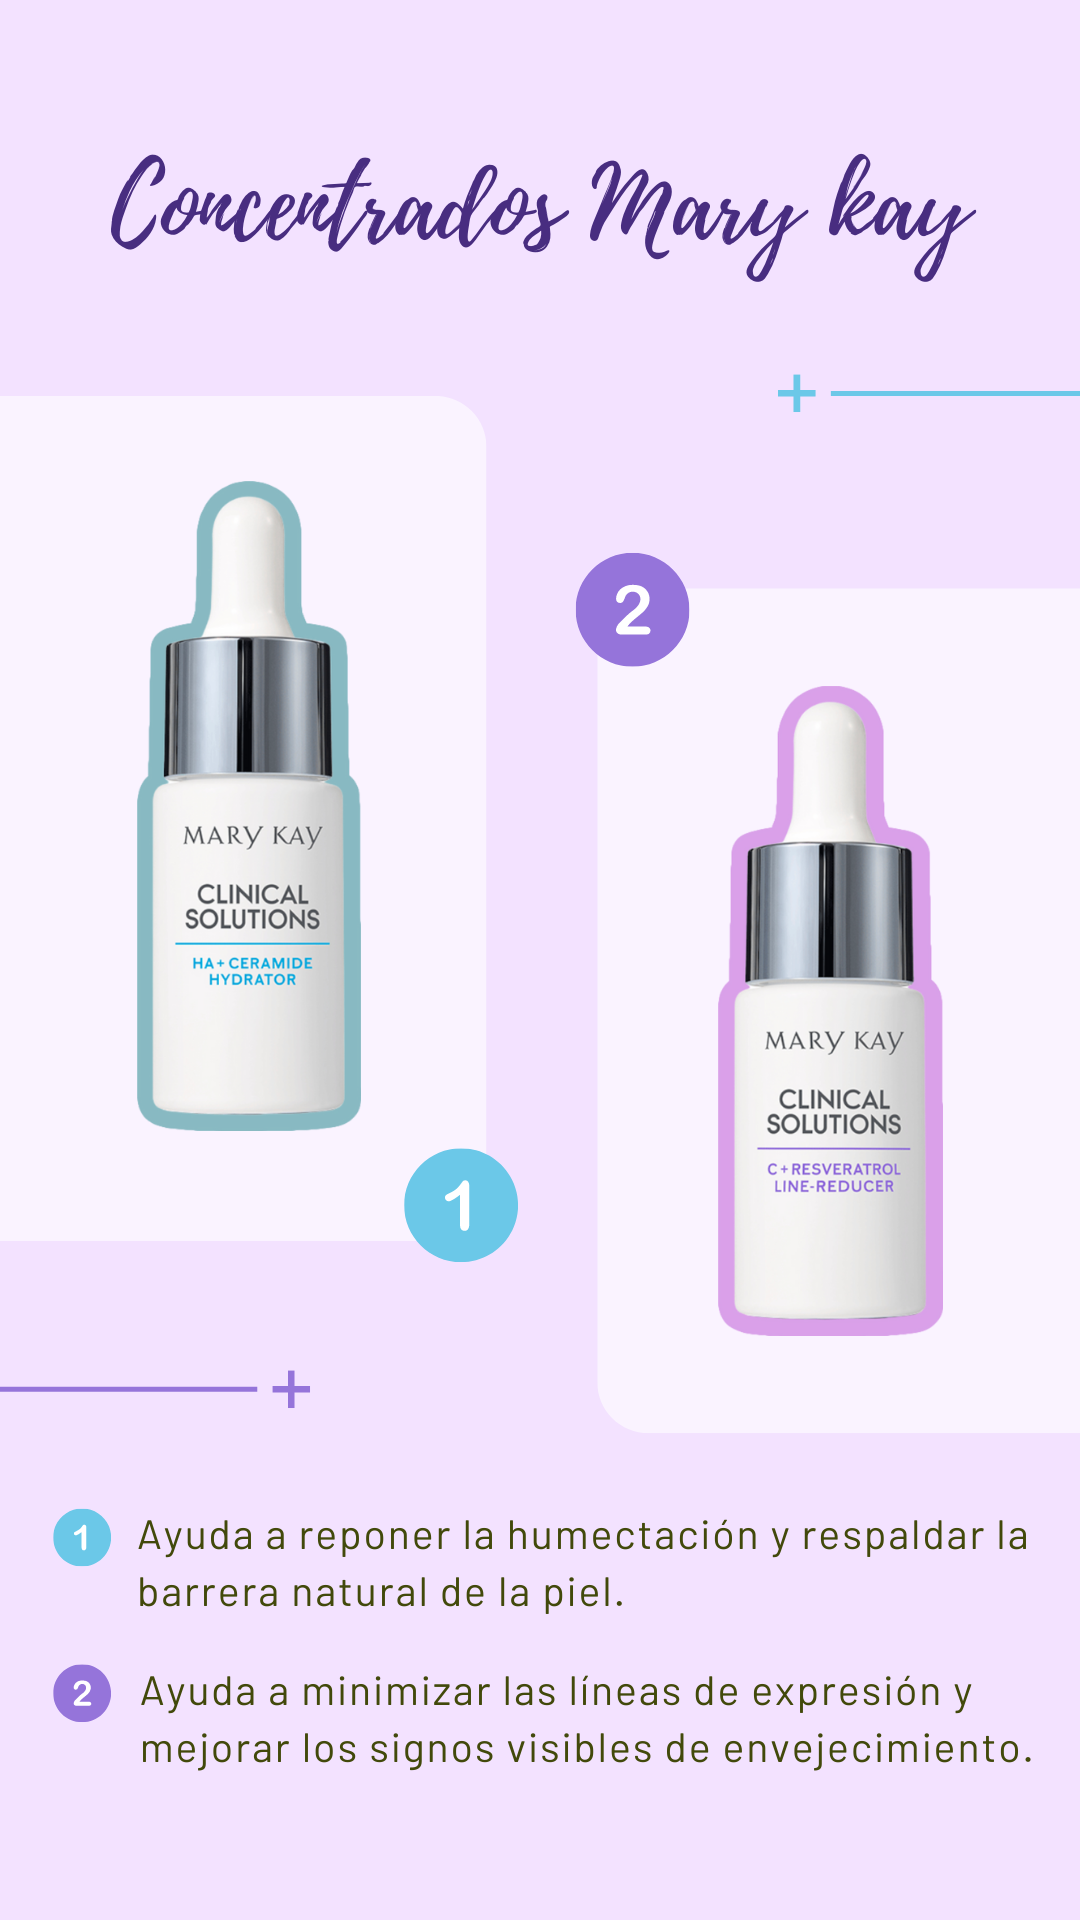 Concentrados Mary kay
MARY KAY
CLINICAL
SOLUTIONS
HA+CERAMIDE
HYDRATOR
1
2
MARY KAY
CLINICAL
SOLUTIONS
C+RESVERATROL
LINE-REDUCER
1 Ayuda a reponer la humectación y respaldar la
barrera natural de la piel.
2 Ayuda a minimizar las líneas de expresión y
mejorar los signos visibles de envejecimiento.